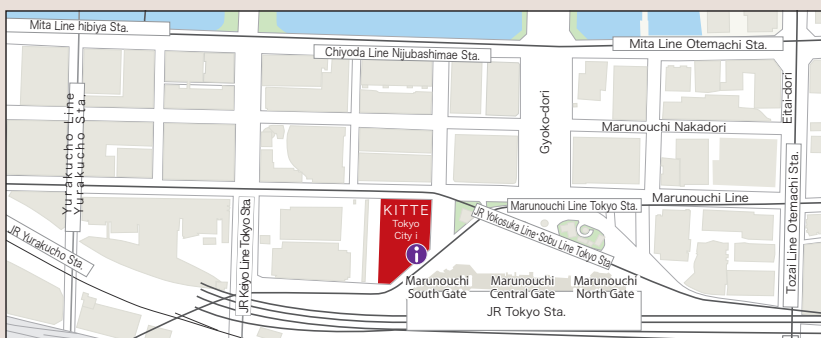 Mita Line hibiya Sta.
Chiyoda Line Nijubashimae Sta.
Mita Line Otemachi Sta.
Yurakucho Line
Yurakucho Sta.
Gyoko-dori
Eitai-dori
Marunouchi Nakadori
Marunouchi Line
Marunouchi Line Tokyo Sta.
KITTE
Tokyo
City i
i
JR Yokosuka Line·Sobu Line Tokyo Sta
JR Yurakucho Sta
JR Keiyo Line Tokyo Sta
Tozai Line Otemachi Sta.
Marunouchi
South Gate
Marunouchi
Central Gate
Marunouchi
North Gate
JR Tokyo Sta.